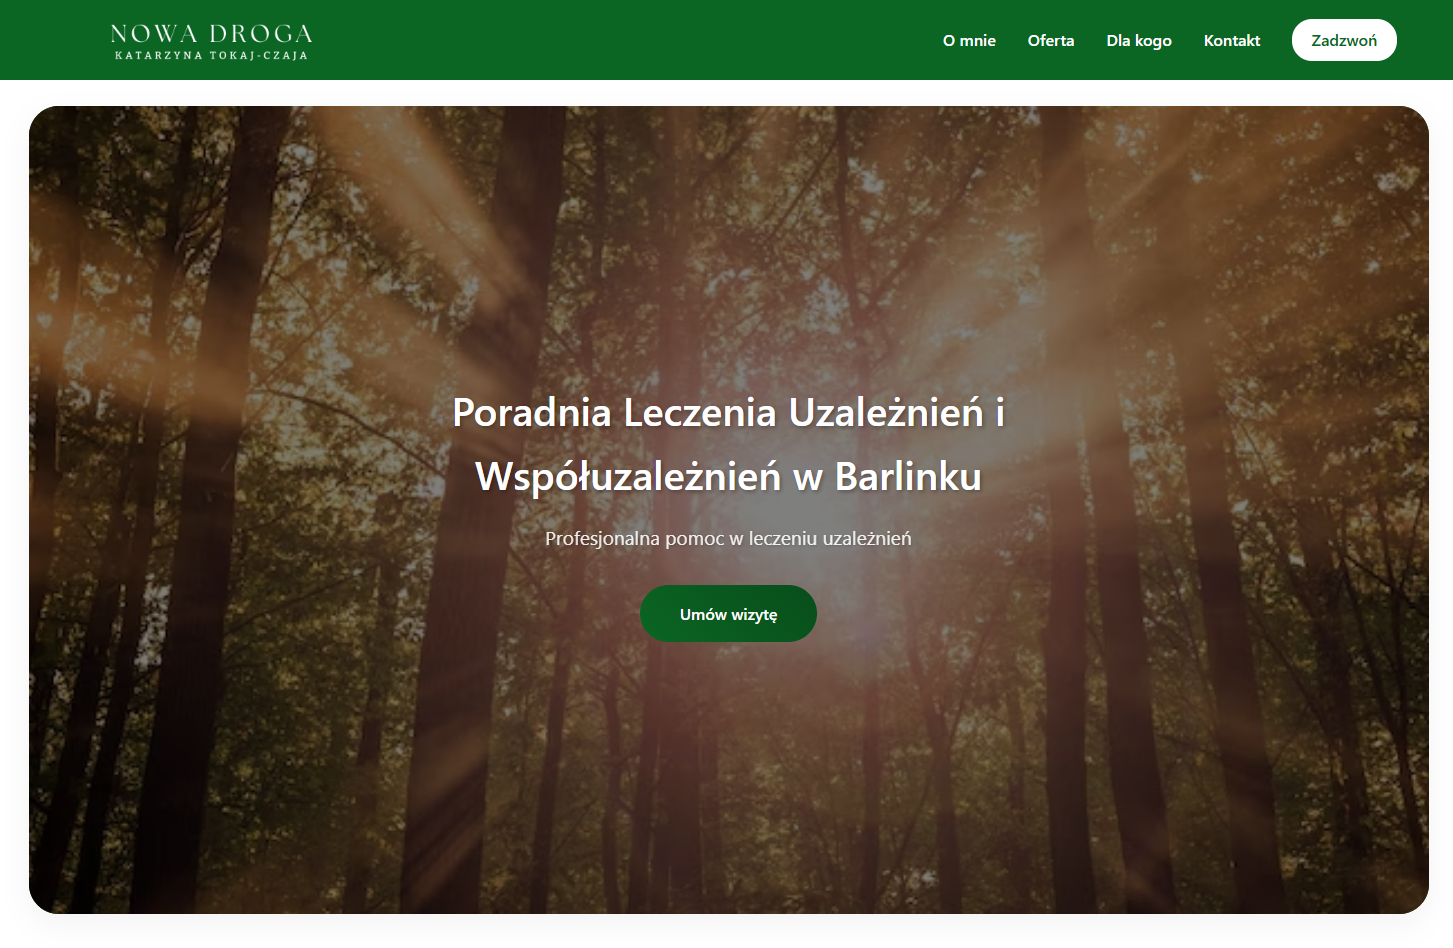 NOWA DROGA
KATARZYNA TOKAJ-CZAJA
O mnie Oferta Dla kogo Kontakt Zadzwoń
Poradnia Leczenia Uzależnień i
Współuzależnień w Barlinku
Profesjonalna pomoc w leczeniu uzależnień
Umów wizytę